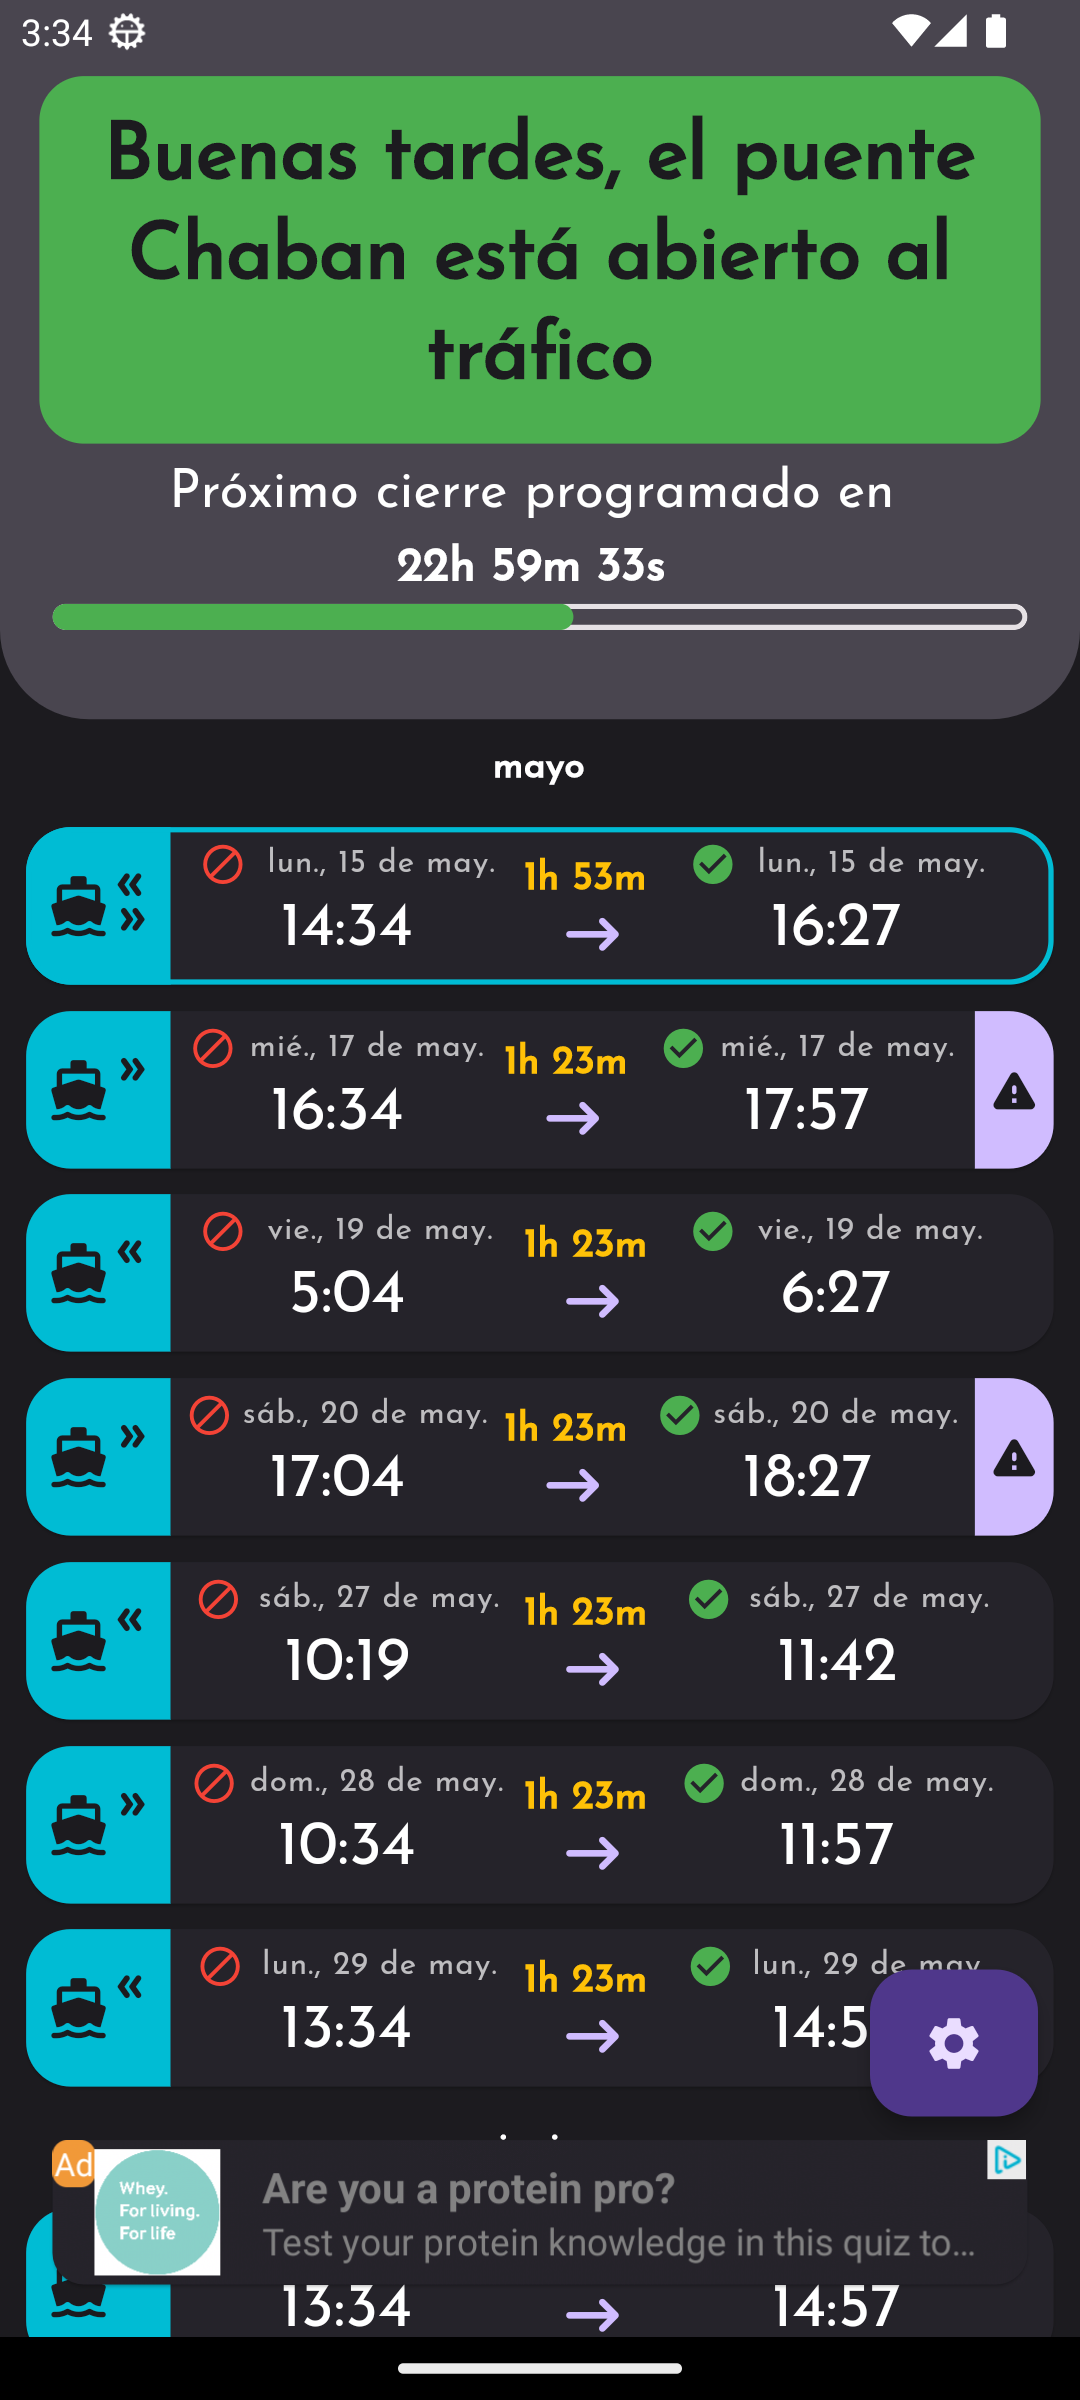 3:34
Buenas tardes, el puente
Chaban está abierto al
tráfico
Próximo cierre programado en
22h 59m 33s
mayo
lun., 15 de may. 1h 53m lun., 15 de may.
14:34 16:27
mié., 17 de may. 1h 23m mié., 17 de may.
16:34 17:57
vie., 19 de may. 1h 23m vie., 19 de may.
5:04 6:27
sáb., 20 de may. 1h 23m sáb., 20 de may.
17:04 18:27
sáb., 27 de may. 1h 23m sáb., 27 de may.
10:19 11:42
dom., 28 de may. 1h 23m dom., 28 de may.
10:34 11:57
lun., 29 de may. 1h 23m lun., 29 de may
13:34 14:5
Ad
Whey.
For living.
For life
Are you a protein pro?
Test your protein knowledge in this quiz to...
13:34 14:57